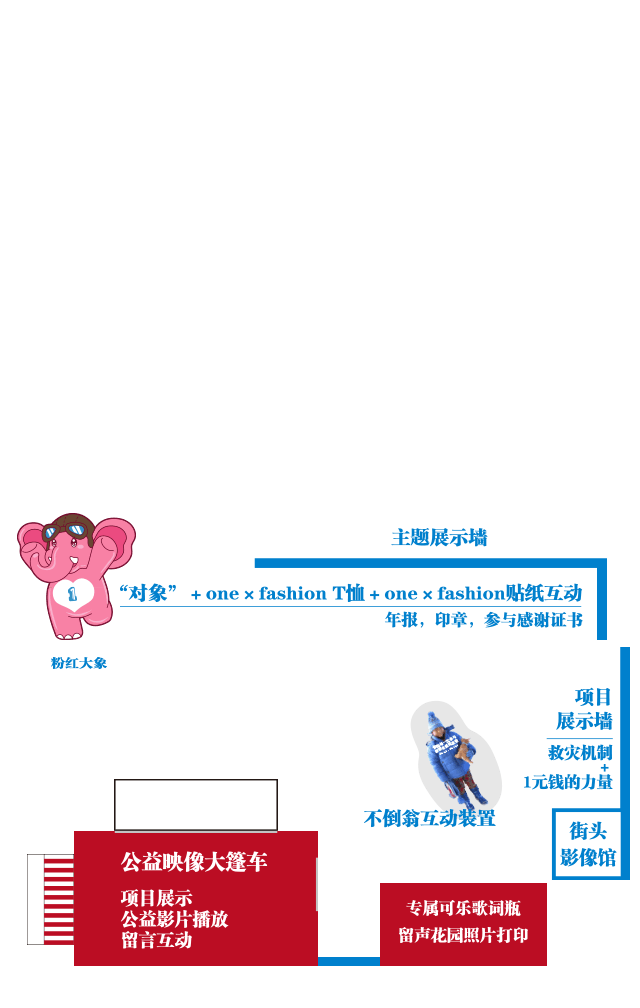 主题展示墙
“对象” + one × fashion T恤 + one × fashion贴纸互动
年报，印章，参与感谢证书
1
粉红大象
项目
展示墙
救灾机制
+
1元钱的力量
不倒翁互动装置
街头
影像馆
公益映像大篷车
项目展示
公益影片播放
留言互动
专属可乐歌词瓶
留声花园照片打印